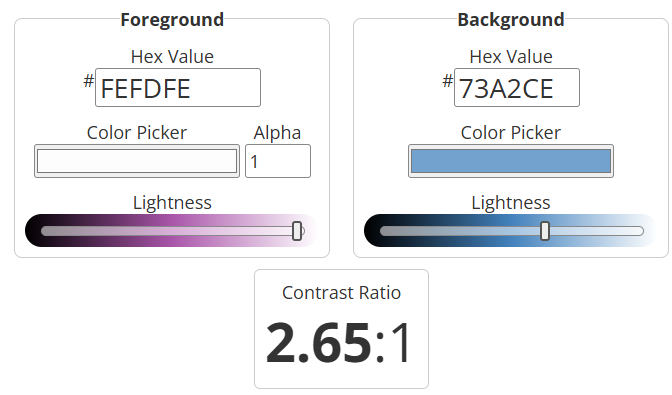 Foreground
Hex Value
#FEFDFE
Color Picker
Alpha
1
Lightness
Background
Hex Value
#73A2CE
Color Picker
Lightness
Contrast Ratio
2.65:1